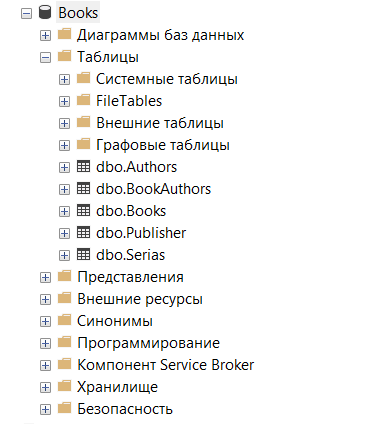 Books
Диаграммы баз данных
Таблицы
Системные таблицы
FileTables
Внешние таблицы
Графовые таблицы
dbo.Authors
dbo.BookAuthors
dbo.Books
dbo.Publisher
dbo.Serias
Представления
Внешние ресурсы
Синонимы
Программирование
Компонент Service Broker
Хранилище
Безопасность